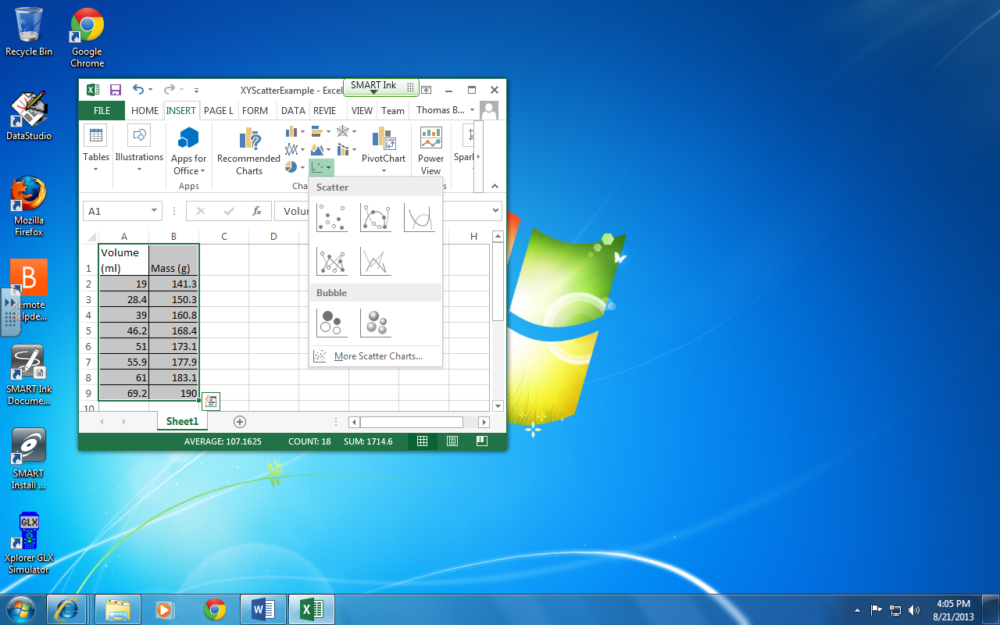 Recycle Bin
Google
Chrome
DataStudio
Mozilla
Firefox
B
Remote
Helpde...
SMART Ink
Docume...
SMART
Install ...
GLX
Xplorer GLX
Simulator
XYScatterExample - Excel
SMART Ink
FILE HOME INSERT PAGE L FORM DATA REVIE VIEW Team Thomas B...
Tables
Illustrations
Apps for
Office
Apps
Recommended
Charts
PivotChart
Power
View
Spark
Cha
s
A1
fx
Volu
Scatter
Bubble
More Scatter Charts...
A B C D H
1 Volume
(ml) Mass (g)
2 19 141.3
3 28.4 150.3
4 39 160.8
5 46.2 168.4
6 51 173.1
7 55.9 177.9
8 61 183.1
9 69.2 190
10
Sheet1
AVERAGE: 107.1625 COUNT: 18 SUM: 1714.6
4:05 PM
8/21/2013